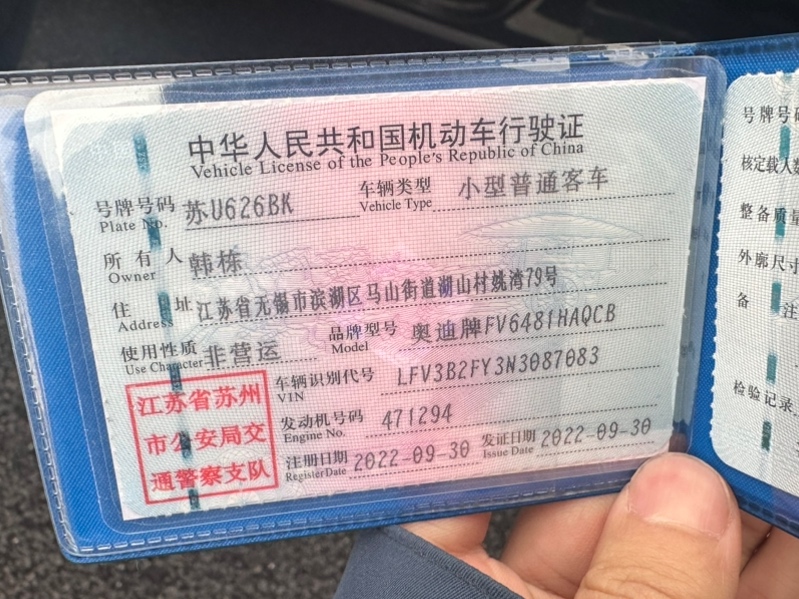 中华人民共和国机动车行驶证
Vehicle License of the People's Republic of China
号牌号码 苏U626BK 车辆类型 小型普通客车
Plate No. Vehicle Type
所有人 韩栋
Owner
住址 江苏省无锡市滨湖区马山街道湖山村姚湾79号
Address
使用性质 非营运 品牌型号 奥迪牌FV6481HAQCB
Use Character Model
车辆识别代号 LFV3B2FY3N3087083
VIN
发动机号码 471294
Engine No.
注册日期 2022-09-30 发证日期 2022-09-30
Register Date Issue Date
江苏省苏州
市公安局交
通警察支队
号牌号码
核定载人数
整备质量
外廓尺寸
备注
检验记录